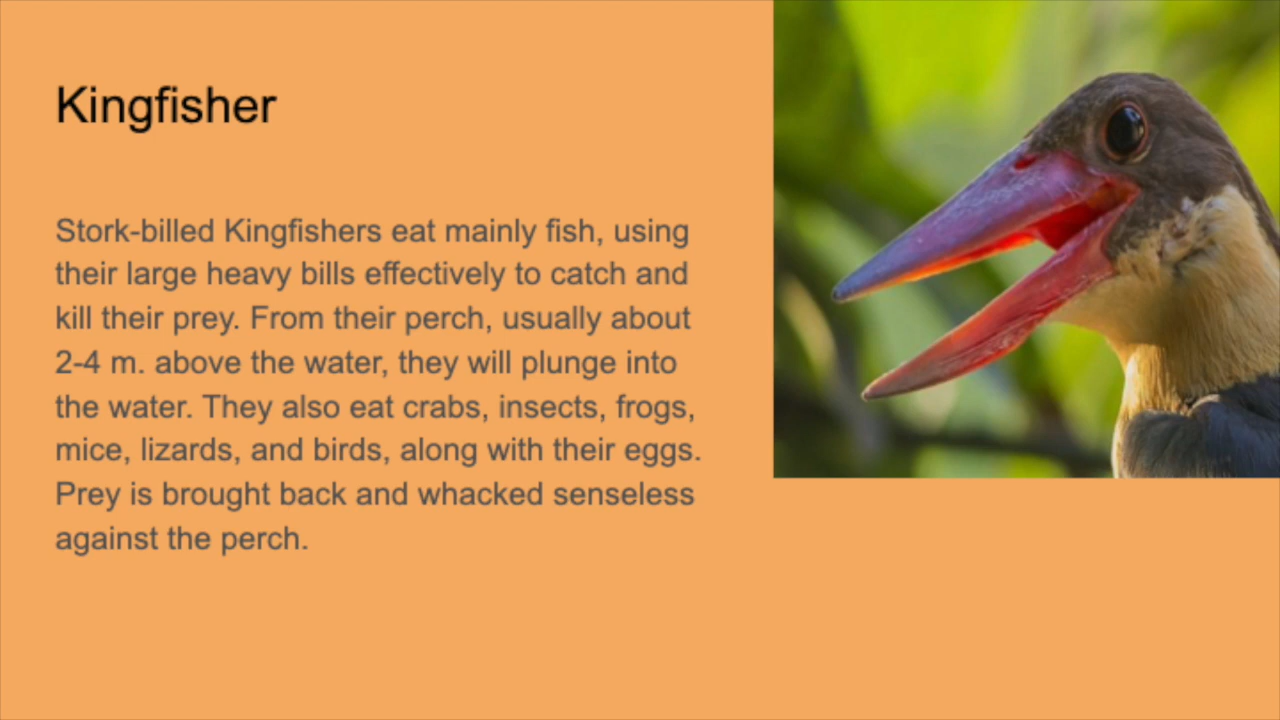 Kingfisher
Stork-billed Kingfishers eat mainly fish, using
their large heavy bills effectively to catch and
kill their prey. From their perch, usually about
2-4 m. above the water, they will plunge into
the water. They also eat crabs, insects, frogs,
mice, lizards, and birds, along with their eggs.
Prey is brought back and whacked senseless
against the perch.